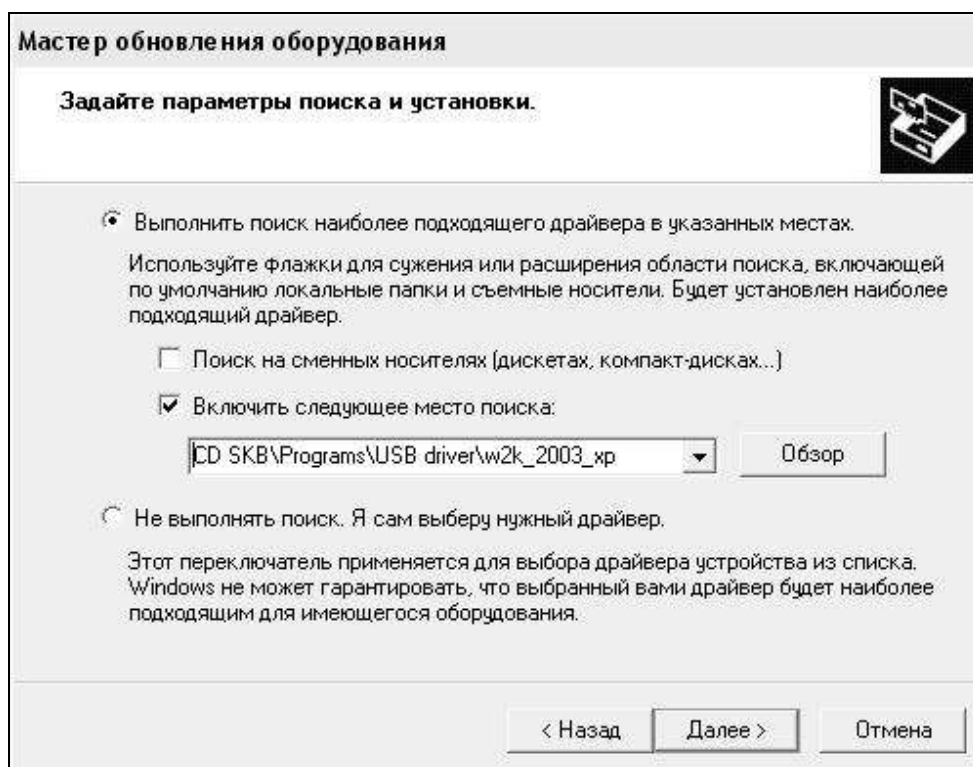 Мастер обновления оборудования
Задайте параметры поиска и установки.
Выполнить поиск наиболее подходящего драйвера в указанных местах.
Используйте флажки для сужения или расширения области поиска, включающей
по умолчанию локальные папки и съемные носители. Будет установлен наиболее
подходящий драйвер.
Поиск на сменных носителях (дискетах, компакт-дисках...)
Включить следующее место поиска:
CD SKB\Programs\USB driver\w2k_2003_xp
Обзор
Не выполнять поиск. Я сам выберу нужный драйвер.
Этот переключатель применяется для выбора драйвера устройства из списка.
Windows не может гарантировать, что выбранный вами драйвер будет наиболее
подходящим для имеющегося оборудования.
< Назад
Далее >
Отмена